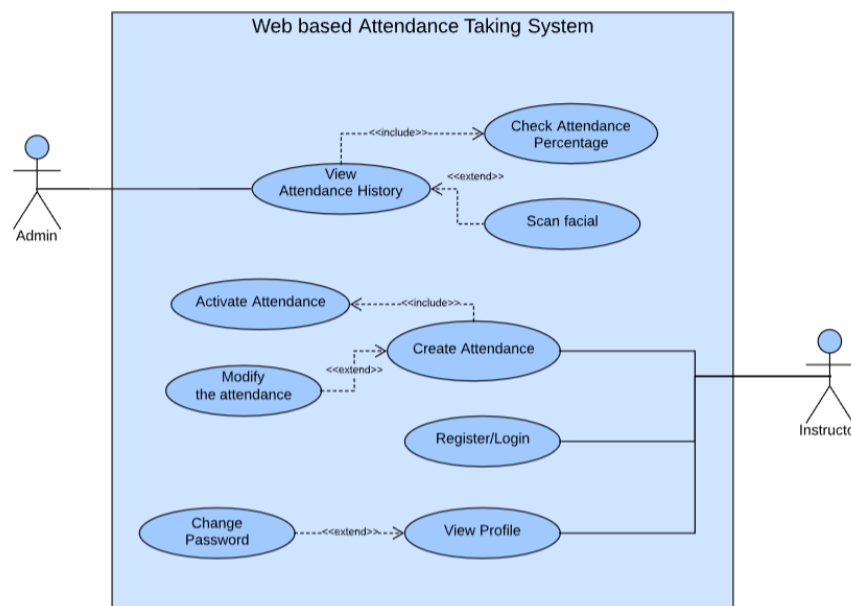 Web based Attendance Taking System
<<include>>
Check Attendance
Percentage
View
Attendance History
<<extend>>
Scan facial
Admin
Activate Attendance
<<include>>
Create Attendance
Modify
the attendance
<<extend>>
Register/Login
Instructo
Change
Password
<<extend>>
View Profile